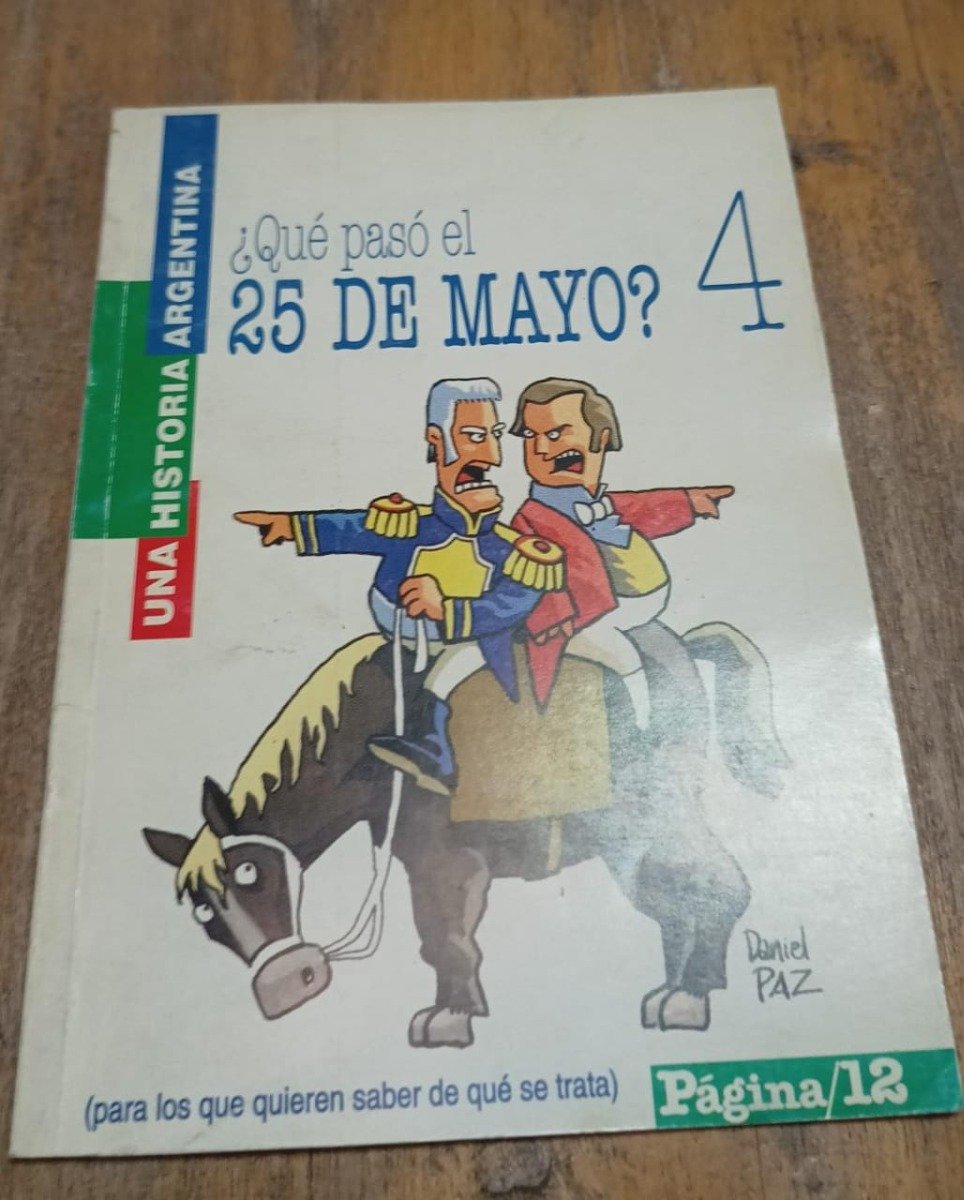 UNA HISTORIA ARGENTINA
¿Qué pasó el
25 DE MAYO?
4
Daniel
PAZ
(para los que quieren saber de qué se trata)
Página/12